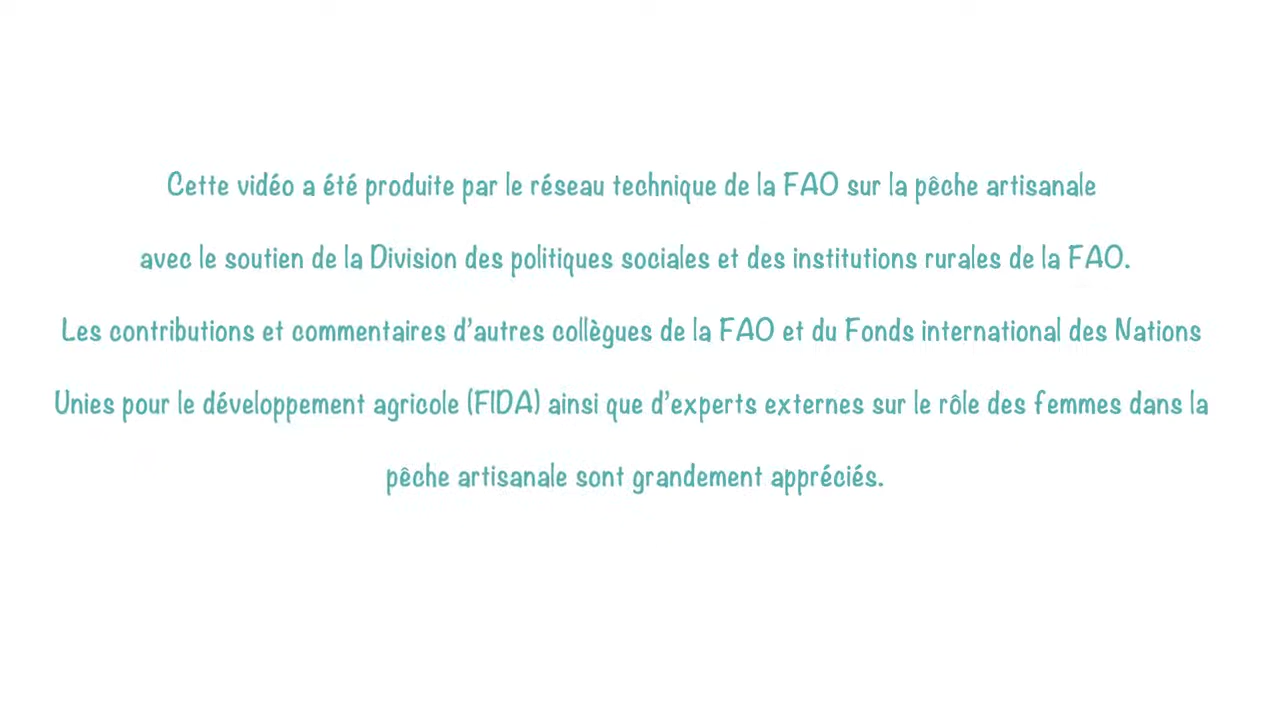 Cette vidéo a été produite par le réseau technique de la FAO sur la pêche artisanale
avec le soutien de la Division des politiques sociales et des institutions rurales de la FAO.
Les contributions et commentaires d'autres collègues de la FAO et du Fonds international des Nations
Unies pour le développement agricole (FIDA) ainsi que d'experts externes sur le rôle des femmes dans la
pêche artisanale sont grandement appréciés.